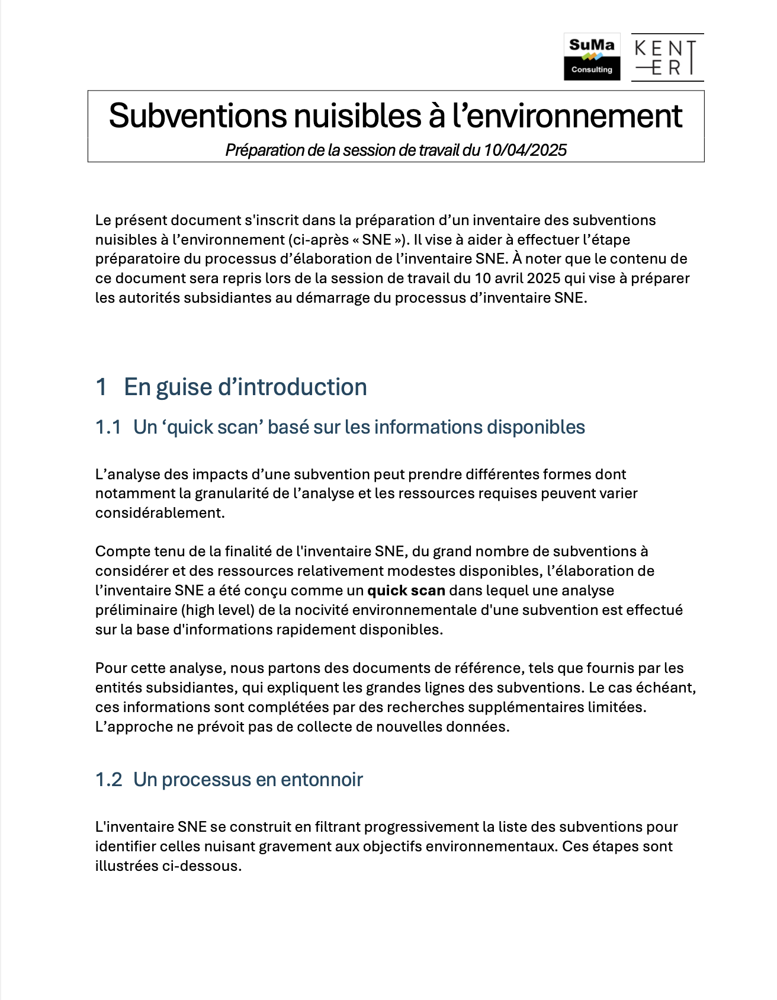 SuMa
Consulting
KENT
ER
Subventions nuisibles à l’environnement
Préparation de la session de travail du 10/04/2025
Le présent document s'inscrit dans la préparation d’un inventaire des subventions
nuisibles à l’environnement (ci-après « SNE »). Il vise à aider à effectuer l’étape
préparatoire du processus d’élaboration de l’inventaire SNE. À noter que le contenu de
ce document sera repris lors de la session de travail du 10 avril 2025 qui vise à préparer
les autorités subsidiantes au démarrage du processus d’inventaire SNE.
1 En guise d’introduction
1.1 Un ‘quick scan’ basé sur les informations disponibles
L’analyse des impacts d’une subvention peut prendre différentes formes dont
notamment la granularité de l’analyse et les ressources requises peuvent varier
considérablement.
Compte tenu de la finalité de l'inventaire SNE, du grand nombre de subventions à
considérer et des ressources relativement modestes disponibles, l’élaboration de
l’inventaire SNE a été conçu comme un quick scan dans lequel une analyse
préliminaire (high level) de la nocivité environnementale d'une subvention est effectué
sur la base d'informations rapidement disponibles.
Pour cette analyse, nous partons des documents de référence, tels que fournis par les
entités subsidiantes, qui expliquent les grandes lignes des subventions. Le cas échéant,
ces informations sont complétées par des recherches supplémentaires limitées.
L’approche ne prévoit pas de collecte de nouvelles données.
1.2 Un processus en entonnoir
L'inventaire SNE se construit en filtrant progressivement la liste des subventions pour
identifier celles nuisant gravement aux objectifs environnementaux. Ces étapes sont
illustrées ci-dessous.